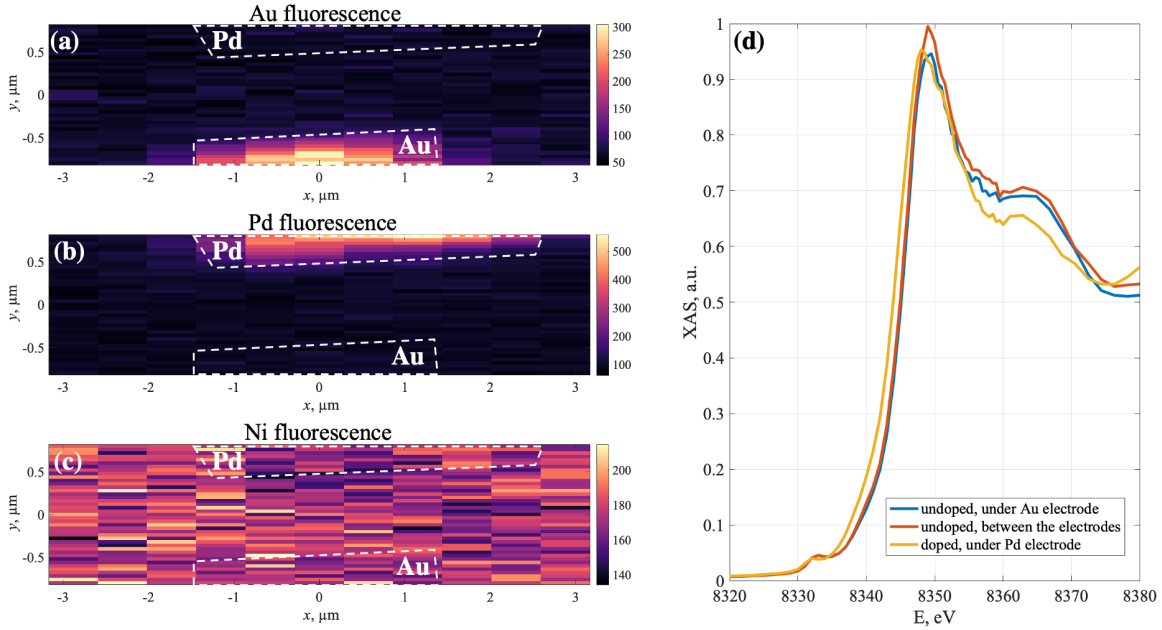 Au fluorescence
(a)
Pd
Au
y, μm
0.5
0
-0.5
-3
-2
-1
0
1
2
3
x, μm
300
250
200
150
100
50
Pd fluorescence
(b)
Pd
Au
y, μm
0.5
0
-0.5
-3
-2
-1
0
1
2
3
x, μm
500
400
300
200
100
Ni fluorescence
(c)
Pd
Au
y, μm
0.5
0
-0.5
-3
-2
-1
0
1
2
3
x, μm
200
180
160
140
(d)
XAS, a.u.
1
0.9
0.8
0.7
0.6
0.5
0.4
0.3
0.2
0.1
0
8320
8330
8340
8350
8360
8370
8380
E, eV
undoped, under Au electrode
undoped, between the electrodes
doped, under Pd electrode